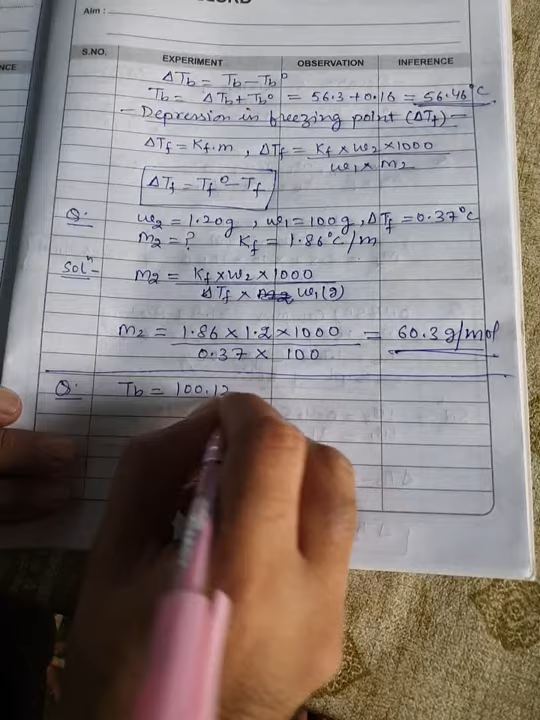 Aim :
S.NO. EXPERIMENT OBSERVATION INFERENCE
NCE
ΔTb = Tb - Tb°
Tb = ΔTb + Tb° = 56.3 + 0.16 = 56.46°C
- Depression in freezing point (ΔTf) -
ΔTf = Kf.m , ΔTf = Kf × w2 × 1000
w1 × M2
ΔTf = Tf° - Tf
Q. w2 = 1.20g , w1 = 100g , ΔTf = 0.37°C
M2 = ? Kf = 1.86°C/m
Solⁿ- M2 = Kf × w2 × 1000
ΔTf × w1(g)
M2 = 1.86 × 1.2 × 1000 = 60.3 g/mol
0.37 × 100
Q. Tb = 100.12